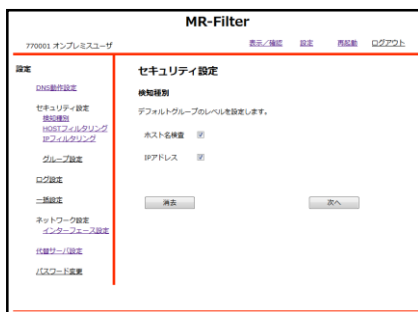 MR-Filter
770001 オンプレミスユーザ
表示／確認 設定 再起動 ログアウト
設定
DNS動作設定
セキュリティ設定
検知種別
HOSTフィルタリング
IPフィルタリング
グループ設定
ログ設定
一括設定
ネットワーク設定
インターフェース設定
代替サーバ設定
パスワード変更
セキュリティ設定
検知種別
デフォルトグループのレベルを設定します。
ホスト名検査
IPアドレス
消去
次へ